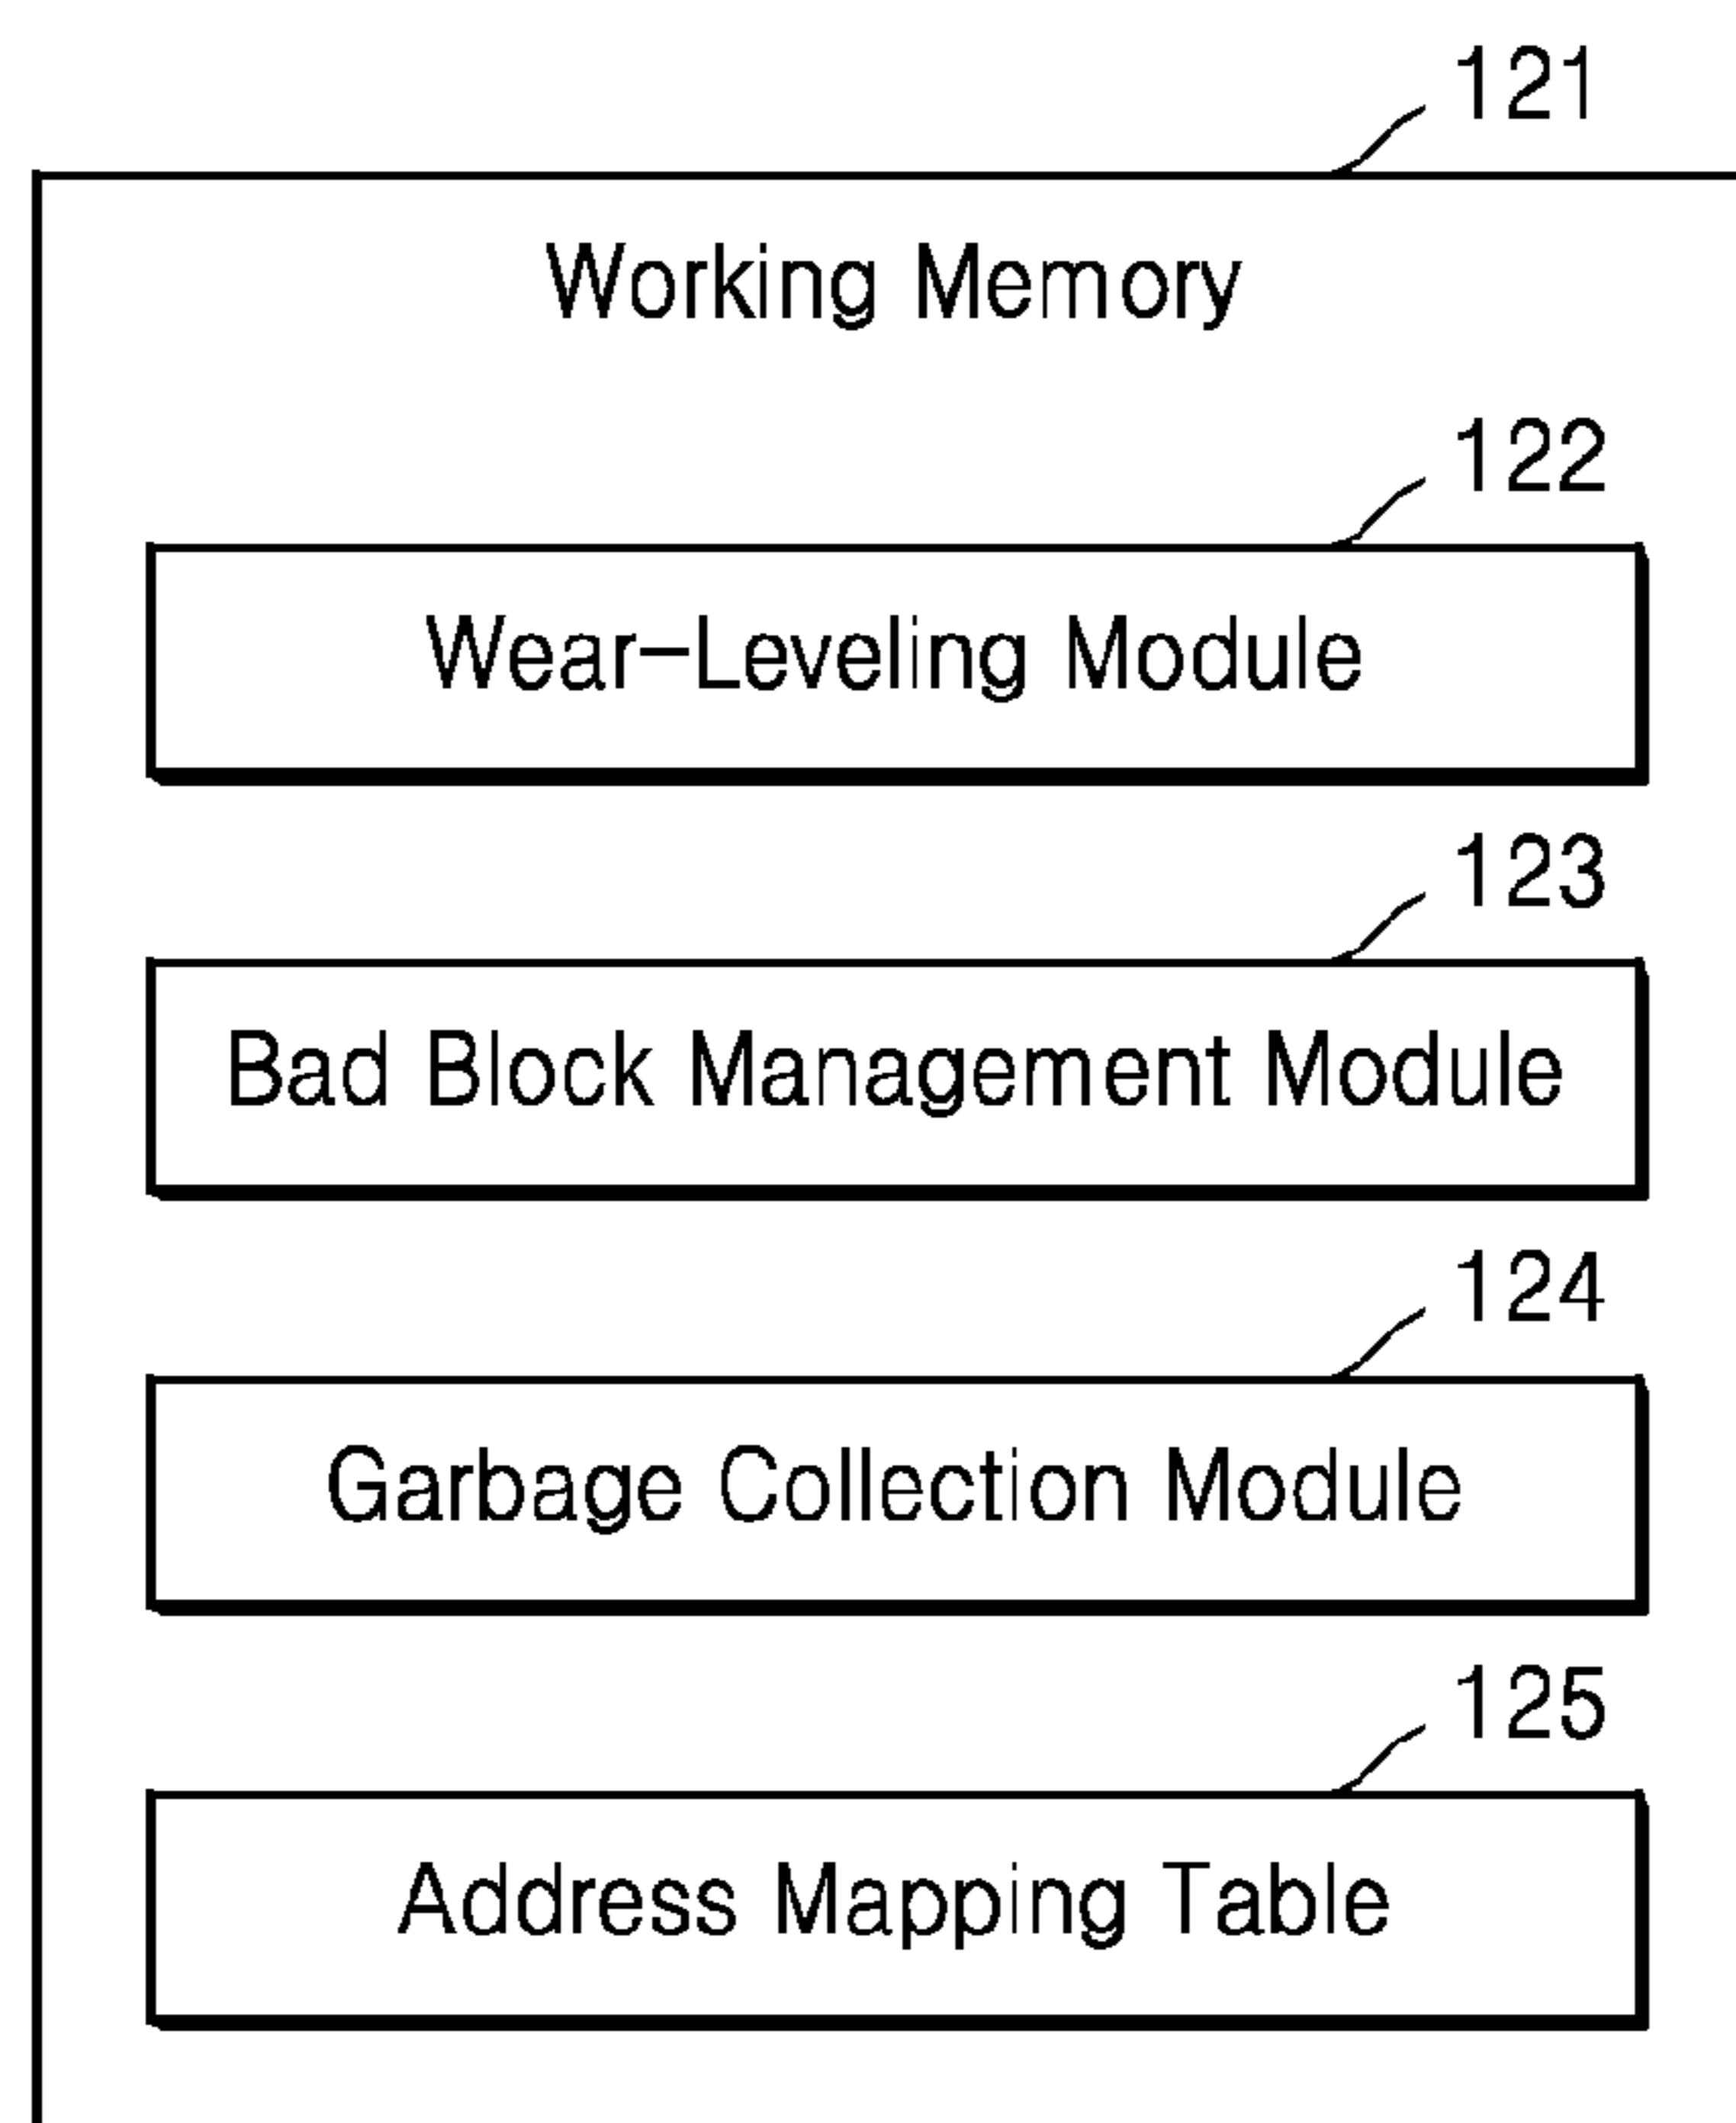 121
Working Memory
122
Wear-Leveling Module
123
Bad Block Management Module
124
Garbage Collection Module
125
Address Mapping Table